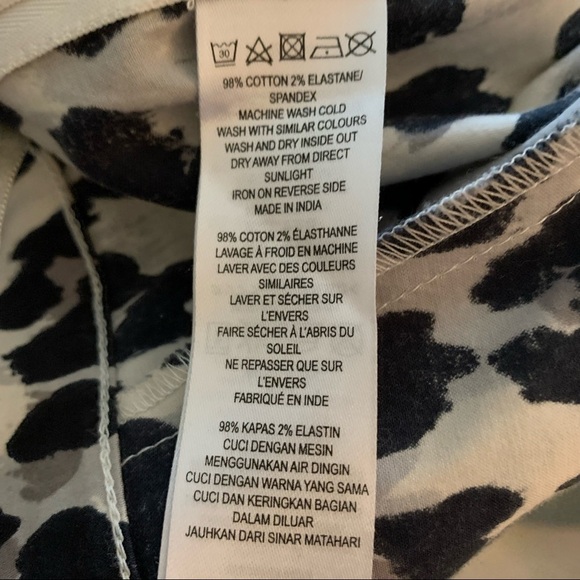 30
98% COTTON 2% ELASTANE/
SPANDEX
MACHINE WASH COLD
WASH WITH SIMILAR COLOURS
WASH AND DRY INSIDE OUT
DRY AWAY FROM DIRECT
SUNLIGHT
IRON ON REVERSE SIDE
MADE IN INDIA
98% COTON 2% ÉLASTHANNE
LAVAGE À FROID EN MACHINE
LAVER AVEC DES COULEURS
SIMILAIRES
LAVER ET SÉCHER SUR
L'ENVERS
FAIRE SÉCHER À L'ABRIS DU
SOLEIL
NE REPASSER QUE SUR
L'ENVERS
FABRIQUÉ EN INDE
98% KAPAS 2% ELASTIN
CUCI DENGAN MESIN
MENGGUNAKAN AIR DINGIN
CUCI DENGAN WARNA YANG SAMA
CUCI DAN KERINGKAN BAGIAN
DALAM DILUAR
JAUHKAN DARI SINAR MATAHARI